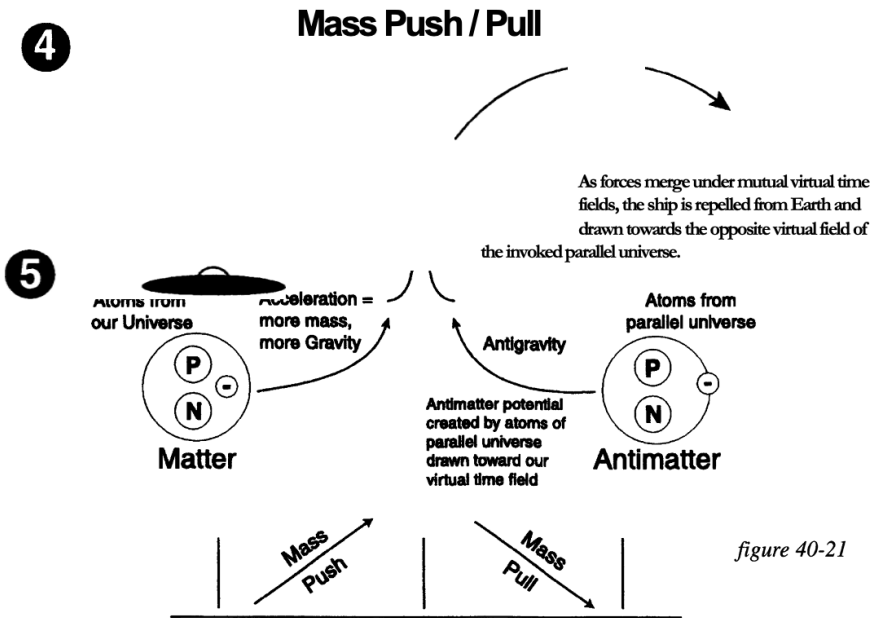 Mass Push / Pull
4
As forces merge under mutual virtual time
fields, the ship is repelled from Earth and
drawn towards the opposite virtual field of
the invoked parallel universe.
5
Atoms from
our Universe
Acceleration =
more mass,
more Gravity
Atoms from
parallel universe
Antigravity
P
-
N
Matter
P
-
N
Antimatter
Antimatter potential
created by atoms of
parallel universe
drawn toward our
virtual time field
Mass
Push
Mass
Pull
figure 40-21